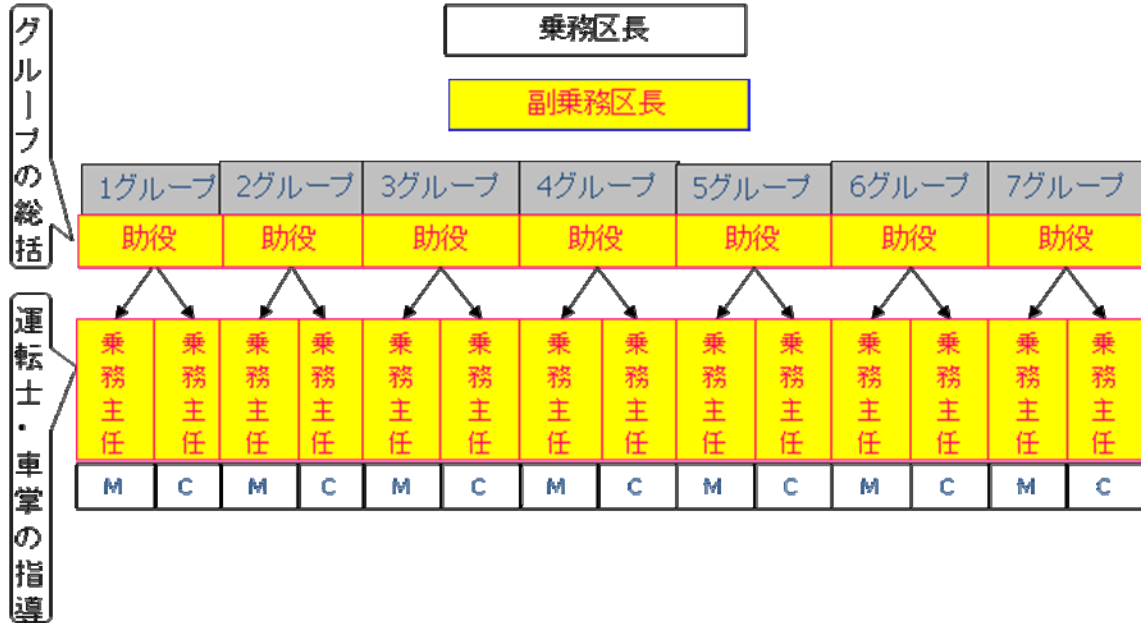 グループの総括
乗務区長
副乗務区長
1グループ 2グループ 3グループ 4グループ 5グループ 6グループ 7グループ
助役 助役 助役 助役 助役 助役 助役
運転士・車掌の指導
乗務主任 乗務主任 乗務主任 乗務主任 乗務主任 乗務主任 乗務主任 乗務主任 乗務主任 乗務主任 乗務主任 乗務主任 乗務主任 乗務主任
M C M C M C M C M C M C M C